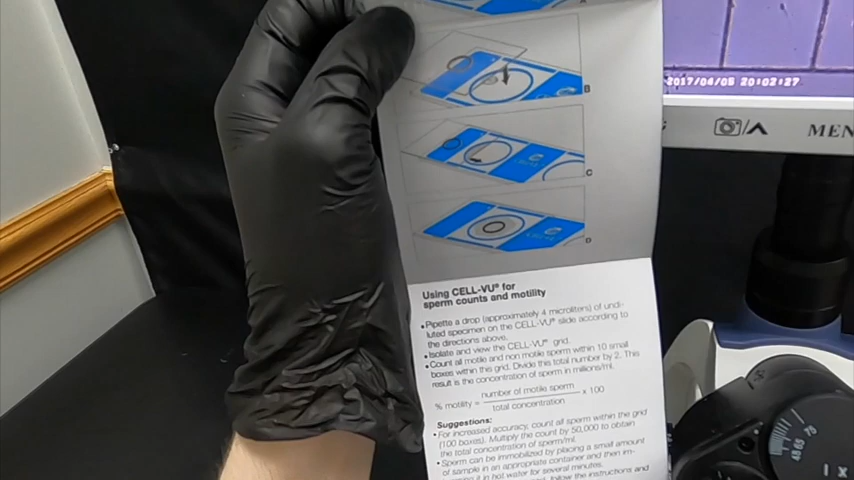 2017/04/05 20:02:27
MEN
B
C
D
Using CELL-VU® for
sperm counts and motility
• Pipette a drop (approximately 4 microliters) of undi-
luted specimen on the CELL-VU® slide according to
the directions above.
• Isolate and view the CELL-VU® grid.
• Count all motile and non motile sperm within 10 small
boxes within the grid. Divide the total number by 2. This
result is the concentration of sperm in millions/ml.
% motility = number of motile sperm x 100
total concentration
Suggestions:
• For increased accuracy, count all sperm within the grid
(100 boxes). Multiply the count by 50,000 to obtain
the total concentration of sperm/ml.
• Sperm can be immobilized by placing a small amount
of sample in an appropriate container and then im-
it in hot water for several minutes.
follow the instructions and